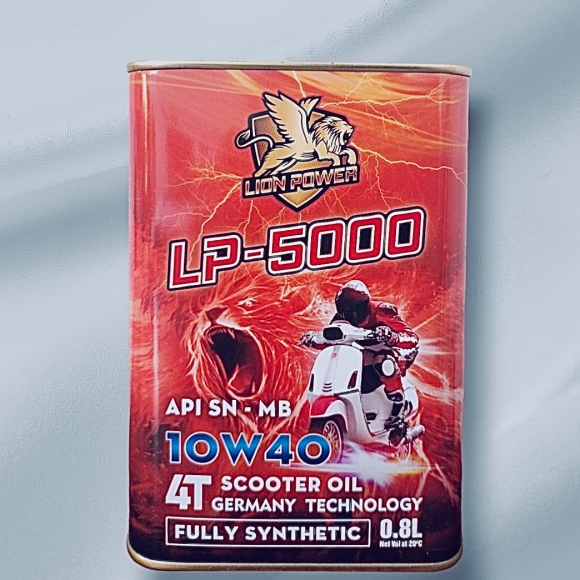 LION POWER
LP-5000
API SN - MB
10W40
4T SCOOTER OIL
GERMANY TECHNOLOGY
FULLY SYNTHETIC
0.8L
Net Vol at 29ºC